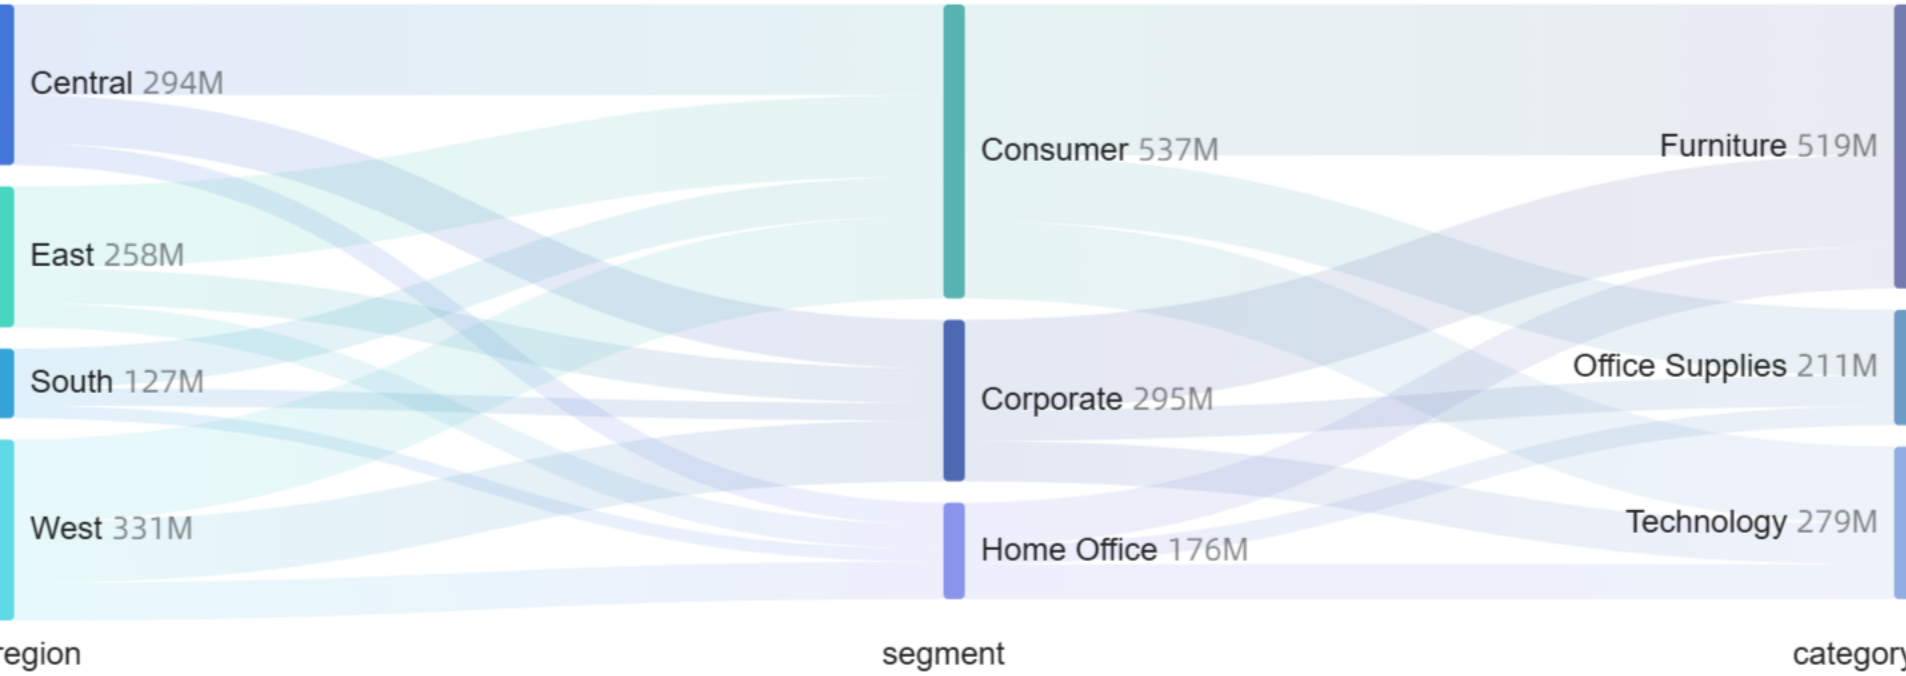 Central 294M
East 258M
South 127M
West 331M
Consumer 537M
Corporate 295M
Home Office 176M
Furniture 519M
Office Supplies 211M
Technology 279M
region
segment
category